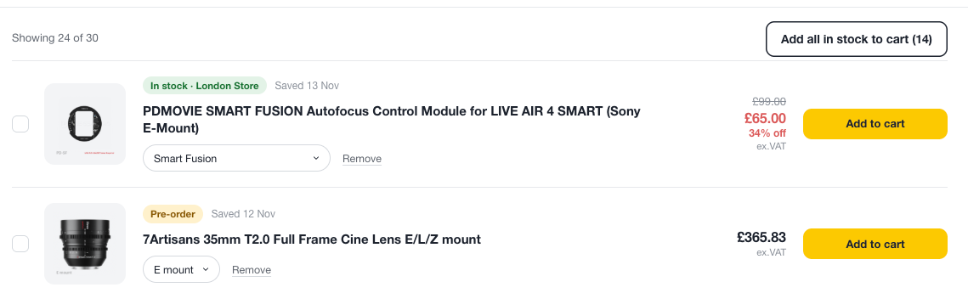 Showing 24 of 30
Add all in stock to cart (14)
In stock · London Store
Saved 13 Nov
PDMOVIE SMART FUSION Autofocus Control Module for LIVE AIR 4 SMART (Sony
E-Mount)
Smart Fusion
Remove
£99.00
£65.00
34% off
ex.VAT
Add to cart
Pre-order
Saved 12 Nov
7Artisans 35mm T2.0 Full Frame Cine Lens E/L/Z mount
E mount
Remove
£365.83
ex.VAT
Add to cart